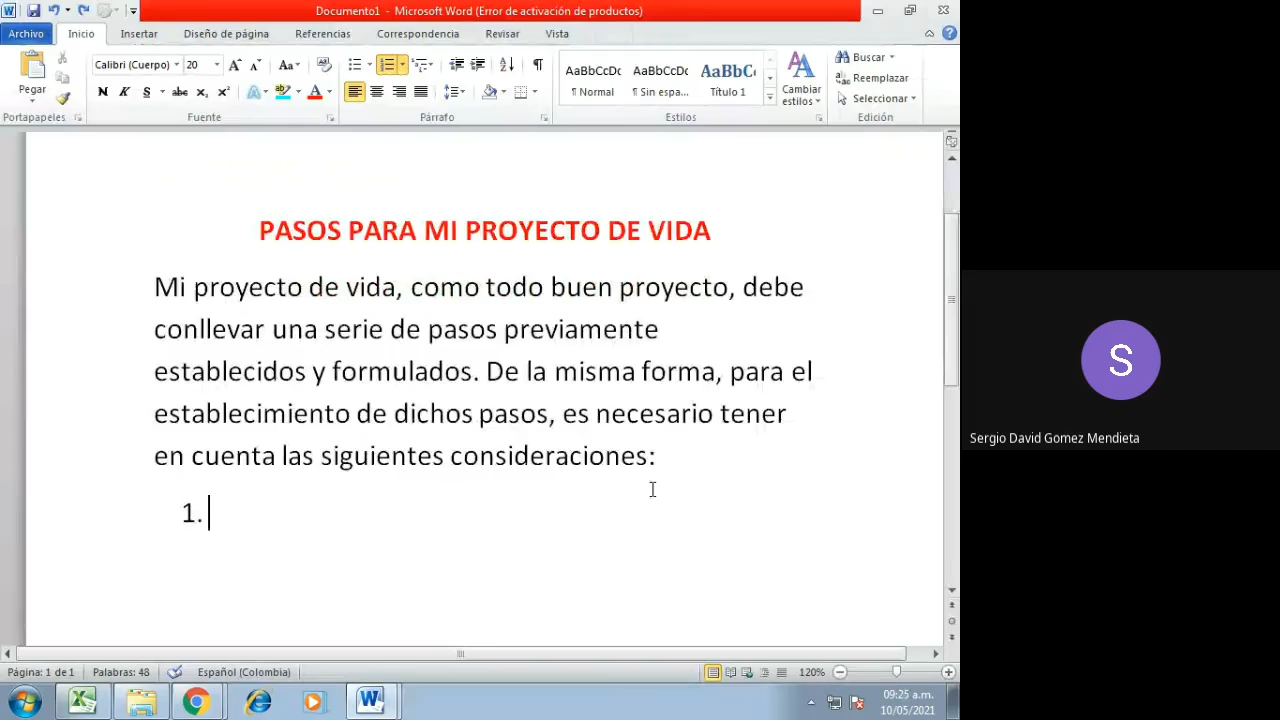 Documento1 - Microsoft Word (Error de activación de productos)
Archivo Inicio Insertar Diseño de página Referencias Correspondencia Revisar Vista
Calibri (Cuerpo) 20 Aa
AaBbCcDc AaBbCcDc AaBbC
Pegar
N K S abc x₂ x² A A
¶ Normal ¶ Sin espa... Título 1
Cambiar estilos
Buscar
Reemplazar
Seleccionar
Portapapeles Fuente Párrafo Estilos Edición
PASOS PARA MI PROYECTO DE VIDA
Mi proyecto de vida, como todo buen proyecto, debe
conllevar una serie de pasos previamente
establecidos y formulados. De la misma forma, para el
establecimiento de dichos pasos, es necesario tener
en cuenta las siguientes consideraciones:
1.
S
Sergio David Gomez Mendieta
Página: 1 de 1 Palabras: 48 Español (Colombia) 120%
09:25 a.m.
10/05/2021